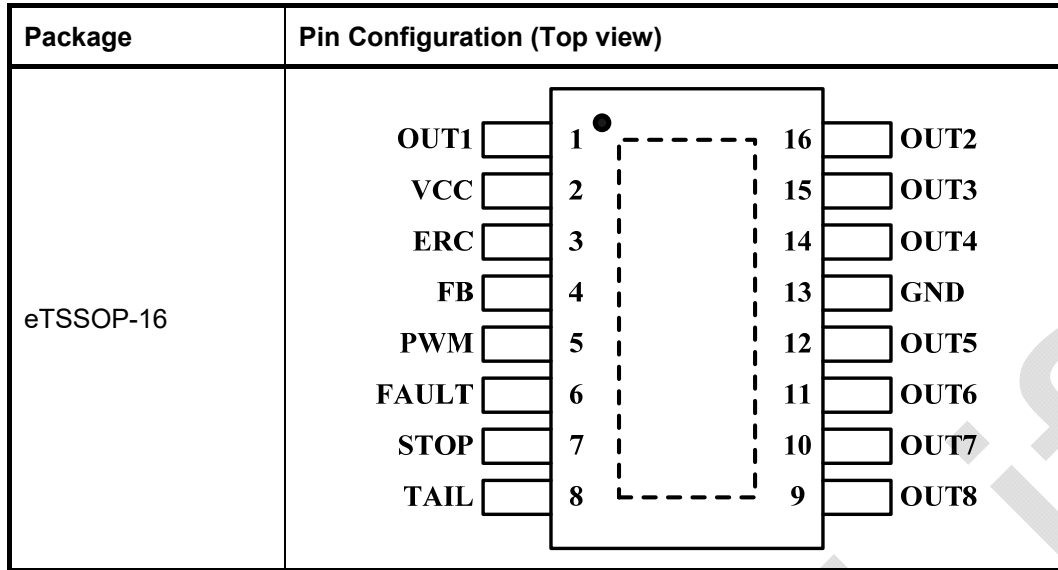 Package Pin Configuration (Top view)
eTSSOP-16
OUT1 1 16 OUT2
VCC 2 15 OUT3
ERC 3 14 OUT4
FB 4 13 GND
PWM 5 12 OUT5
FAULT 6 11 OUT6
STOP 7 10 OUT7
TAIL 8 9 OUT8